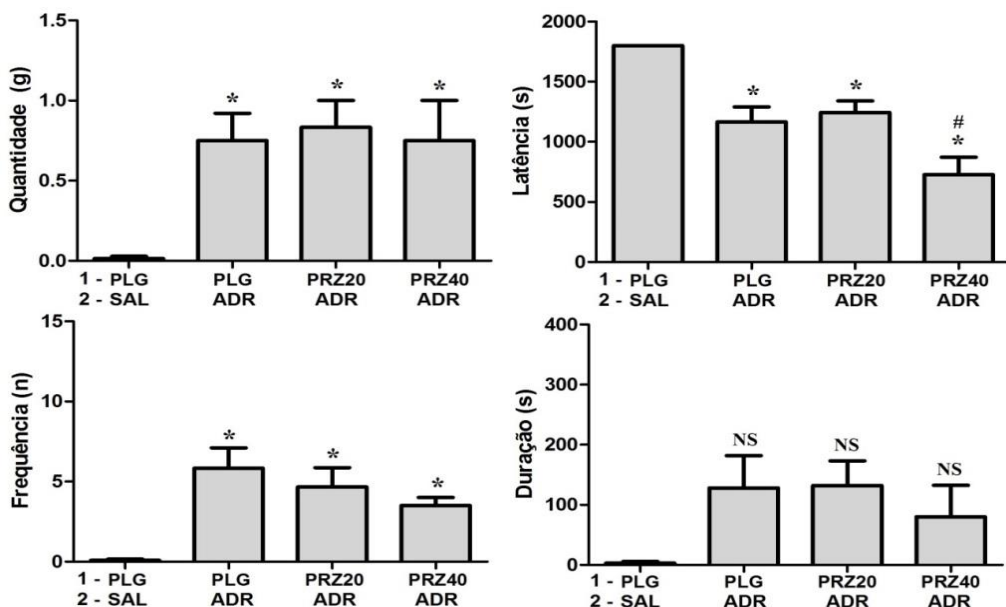 Quantidade (g)
1.5
1.0
0.5
0.0
*
*
*
1 - PLG PLG PRZ20 PRZ40
2 - SAL ADR ADR ADR
Latência (s)
2000
1500
1000
500
0
*
*
#
*
1 - PLG PLG PRZ20 PRZ40
2 - SAL ADR ADR ADR
Frequência (n)
15
10
5
0
*
*
*
1 - PLG PLG PRZ20 PRZ40
2 - SAL ADR ADR ADR
Duração (s)
400
300
200
100
0
NS
NS
NS
1 - PLG PLG PRZ20 PRZ40
2 - SAL ADR ADR ADR